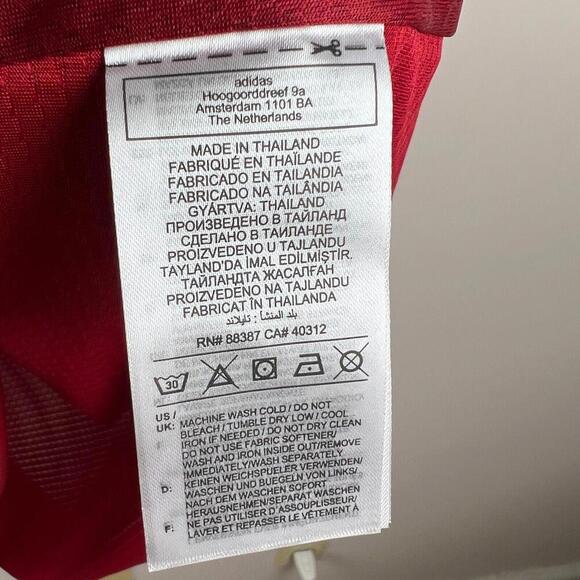 adidas
Hoogoorddreef 9a
Amsterdam 1101 BA
The Netherlands
MADE IN THAILAND
FABRIQUÉ EN THAÏLANDE
FABRICADO EN TAILANDIA
FABRICADO NA TAILÂNDIA
GYÁRTVA: THAILAND
ПРОИЗВЕДЕНО В ТАИЛАНД
СДЕЛАНО В ТАИЛАНДЕ
PROIZVEDENO U TAJLANDU
TAYLAND'DA İMAL EDİLMİŞTİR.
ТАЙЛАНДТА ЖАСАЛҒАН
PROIZVEDENO NA TAJLANDU
FABRICAT ÎN THAILANDA
بلد المنشأ : تايلاند
RN# 88387 CA# 40312
30
US / UK: MACHINE WASH COLD / DO NOT
BLEACH / TUMBLE DRY LOW / COOL
IRON IF NEEDED / DO NOT DRY CLEAN
DO NOT USE FABRIC SOFTENER/
WASH AND IRON INSIDE OUT/REMOVE
IMMEDIATELY/WASH SEPARATELY
D: KEINEN WEICHSPÜLER VERWENDEN/
WASCHEN UND BUEGELN VON LINKS/
NACH DEM WASCHEN SOFORT
HERAUSNEHMEN/SEPARAT WASCHEN
F: NE PAS UTILISER D'ASSOUPLISSEUR/
LAVER ET REPASSER LE VÊTEMENT À